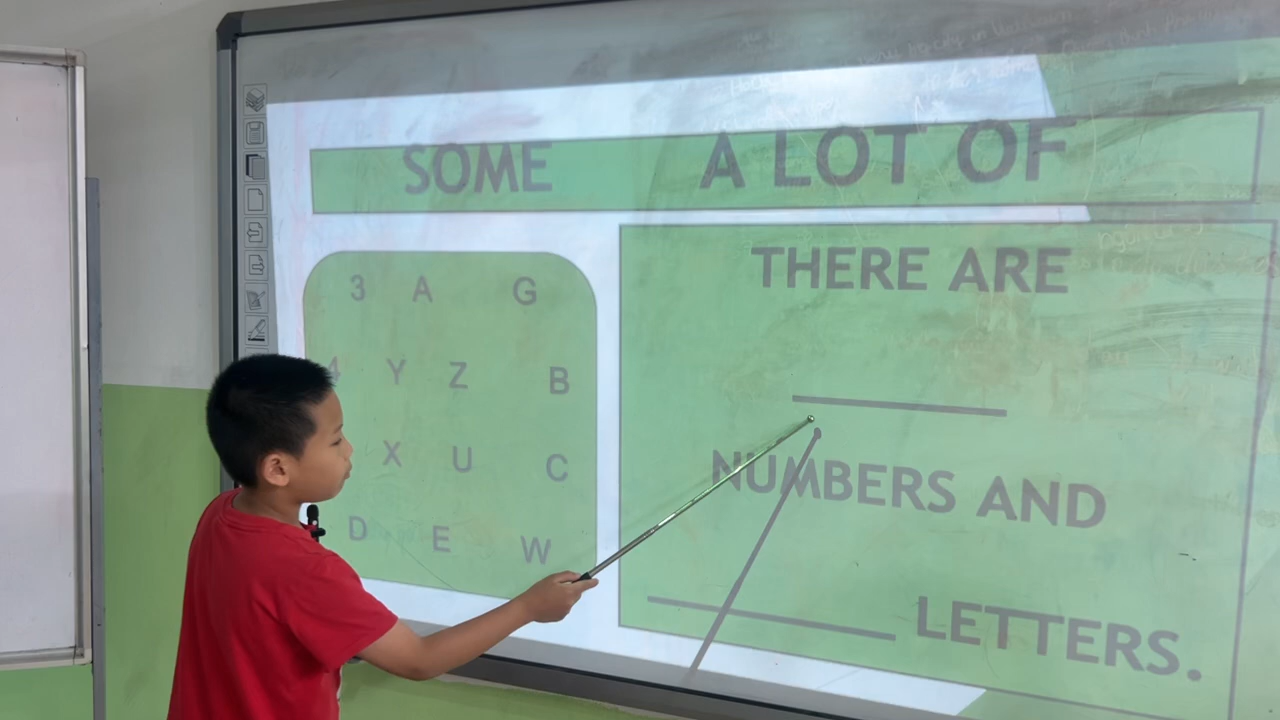 SOME A LOT OF
3 A G
4 Y Z B
X U C
D E W
THERE ARE
NUMBERS AND
LETTERS.